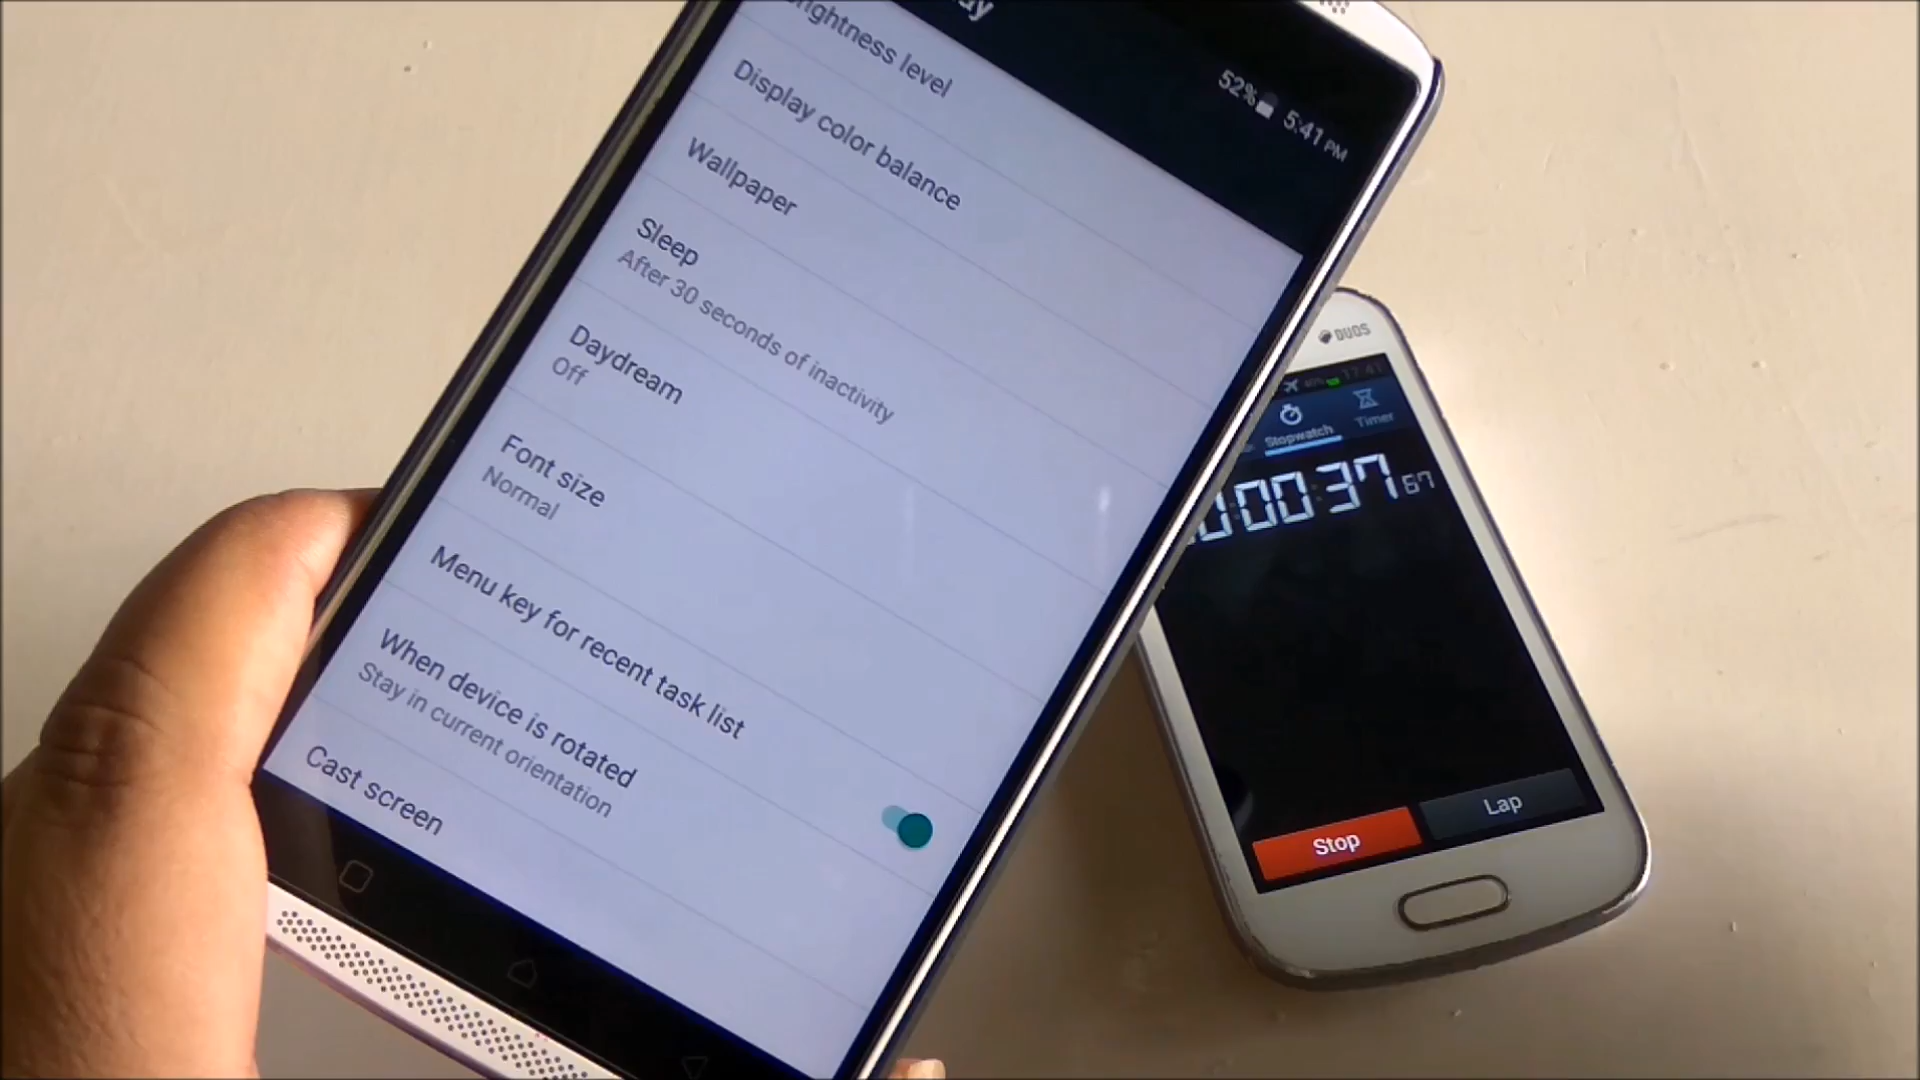 52% 5:41 PM
Display color balance
Wallpaper
Sleep
After 30 seconds of inactivity
Daydream
Off
Font size
Normal
Menu key for recent task list
When device is rotated
Stay in current orientation
Cast screen
DUOS
17:41
Stopwatch
Timer
00:37 67
Stop
Lap